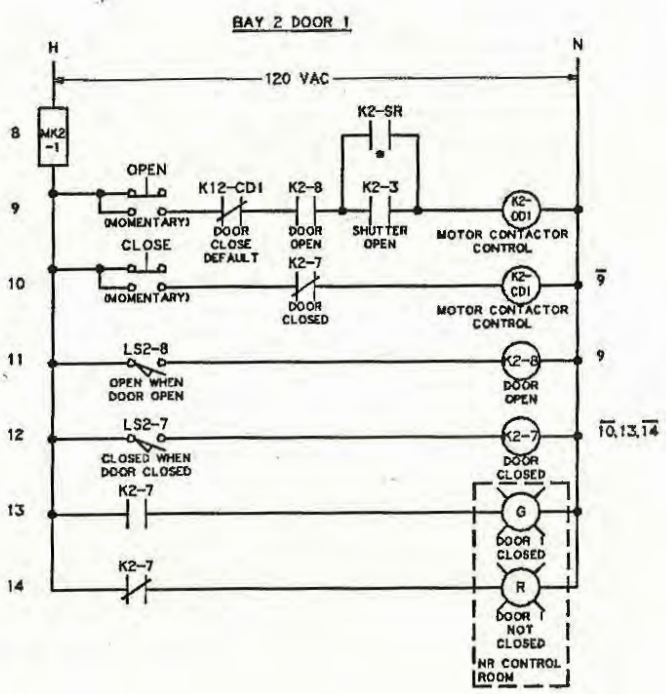 BAY 2 DOOR 1
H
N
120 VAC
8
MK2
-1
K2-SR
OPEN
K12-CD1
K2-8
K2-3
K2-
OD1
9
(MOMENTARY)
DOOR
CLOSE
DEFAULT
DOOR
OPEN
SHUTTER
OPEN
MOTOR CONTACTOR
CONTROL
CLOSE
K2-7
K2-
CD1
9
10
(MOMENTARY)
DOOR
CLOSED
MOTOR CONTACTOR
CONTROL
11
LS2-8
K2-8
9
OPEN WHEN
DOOR OPEN
DOOR
OPEN
12
LS2-7
K2-7
10,13,14
CLOSED WHEN
DOOR CLOSED
DOOR
CLOSED
13
K2-7
G
DOOR 1
CLOSED
14
K2-7
R
DOOR 1
NOT
CLOSED
NR CONTROL
ROOM